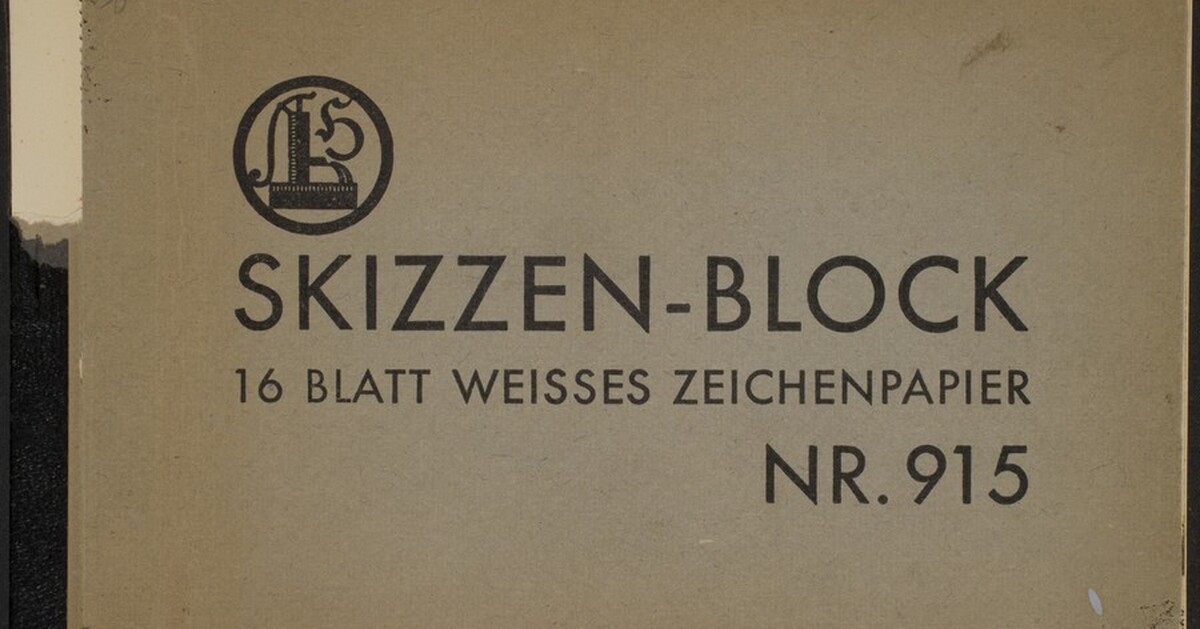 SKIZZEN-BLOCK
16 BLATT WEISSES ZEICHENPAPIER
NR. 915